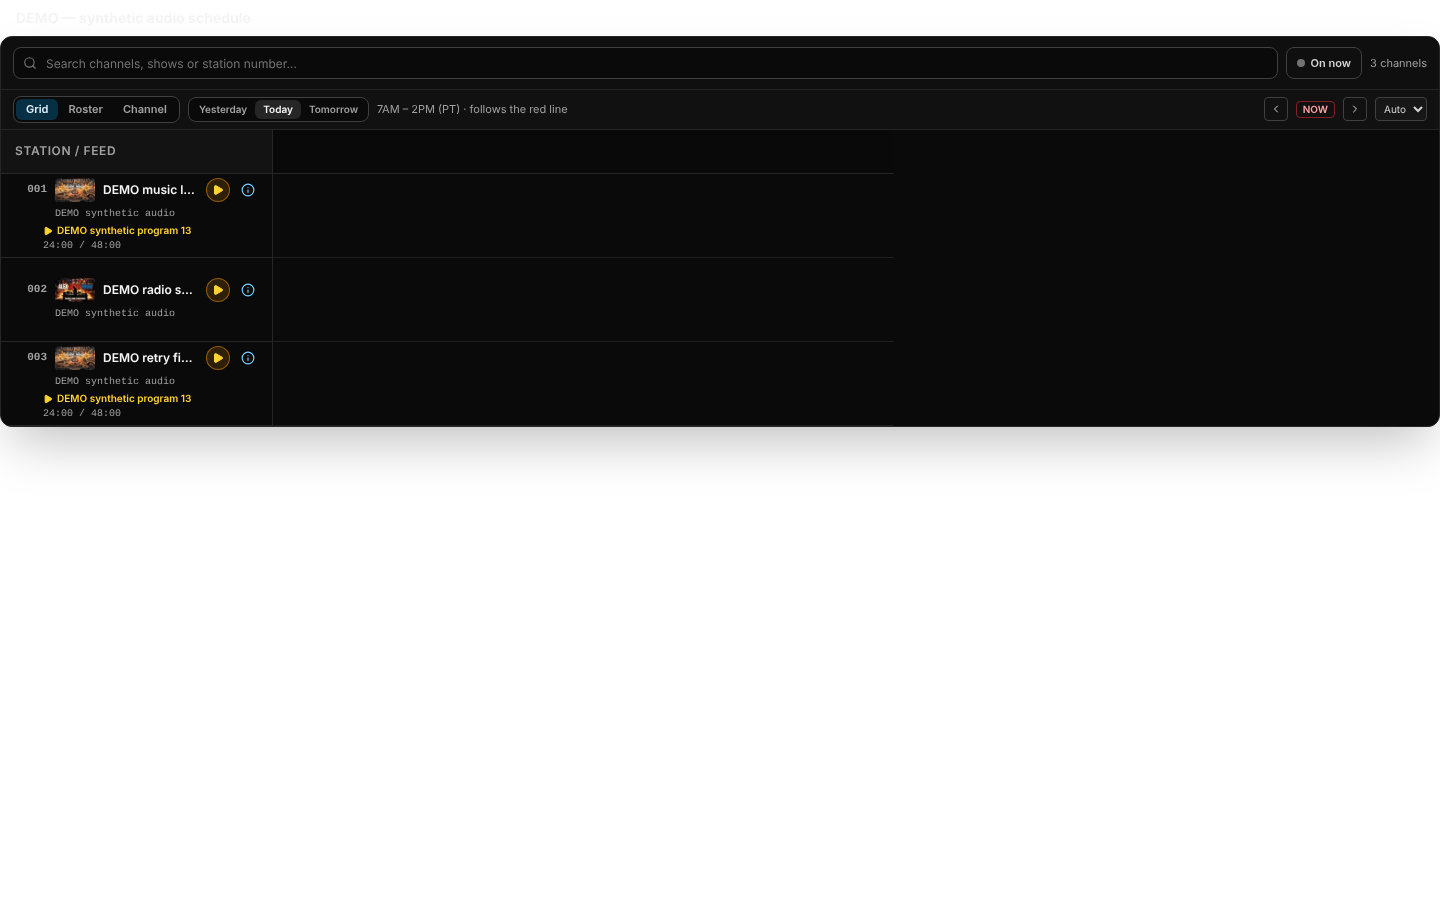 DEMO — synthetic audio schedule
Search channels, shows or station number...
On now
3 channels
Grid Roster Channel
Yesterday Today Tomorrow
7AM – 2PM (PT) · follows the red line
NOW
Auto
STATION / FEED
001 DEMO music l...
DEMO synthetic audio
DEMO synthetic program 13
24:00 / 48:00
002 DEMO radio s...
DEMO synthetic audio
003 DEMO retry fi...
DEMO synthetic audio
DEMO synthetic program 13
24:00 / 48:00